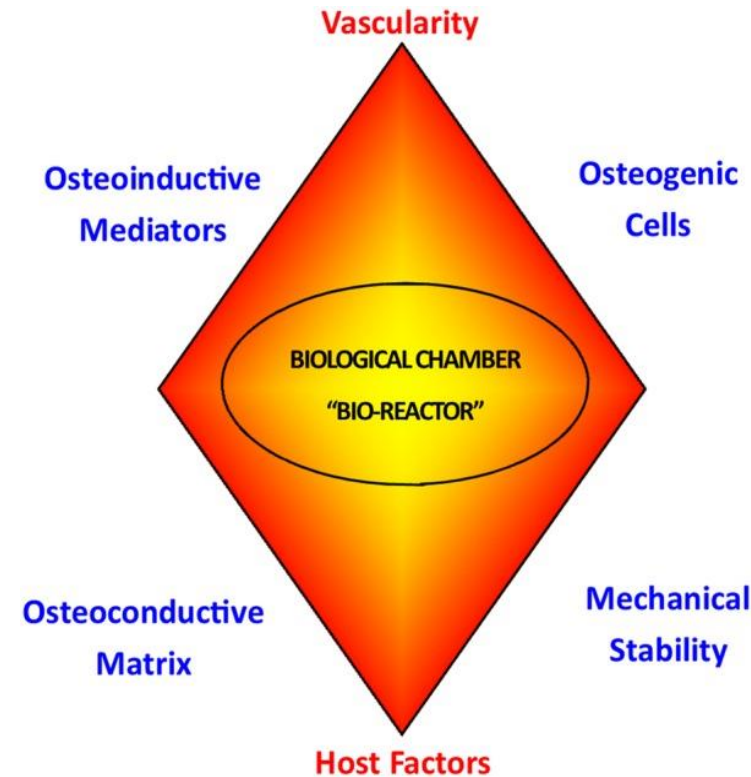 Vascularity
Osteoinductive
Mediators
Osteogenic
Cells
BIOLOGICAL CHAMBER
“BIO-REACTOR”
Osteoconductive
Matrix
Mechanical
Stability
Host Factors